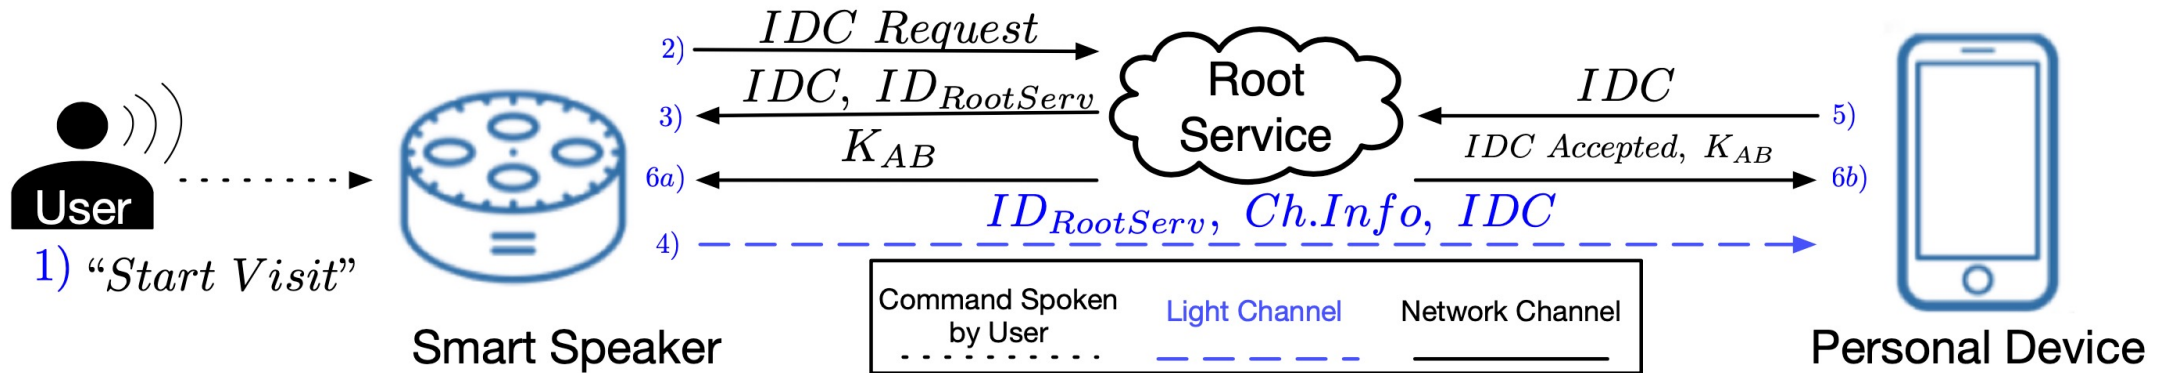 2) IDC Request
3) IDC, ID_RootServ
6a) K_AB
Root
Service
IDC 5)
IDC Accepted, K_AB 6b)
4) ID_RootServ, Ch.Info, IDC
User
1) “Start Visit”
Smart Speaker
Command Spoken
by User
Light Channel
Network Channel
Personal Device